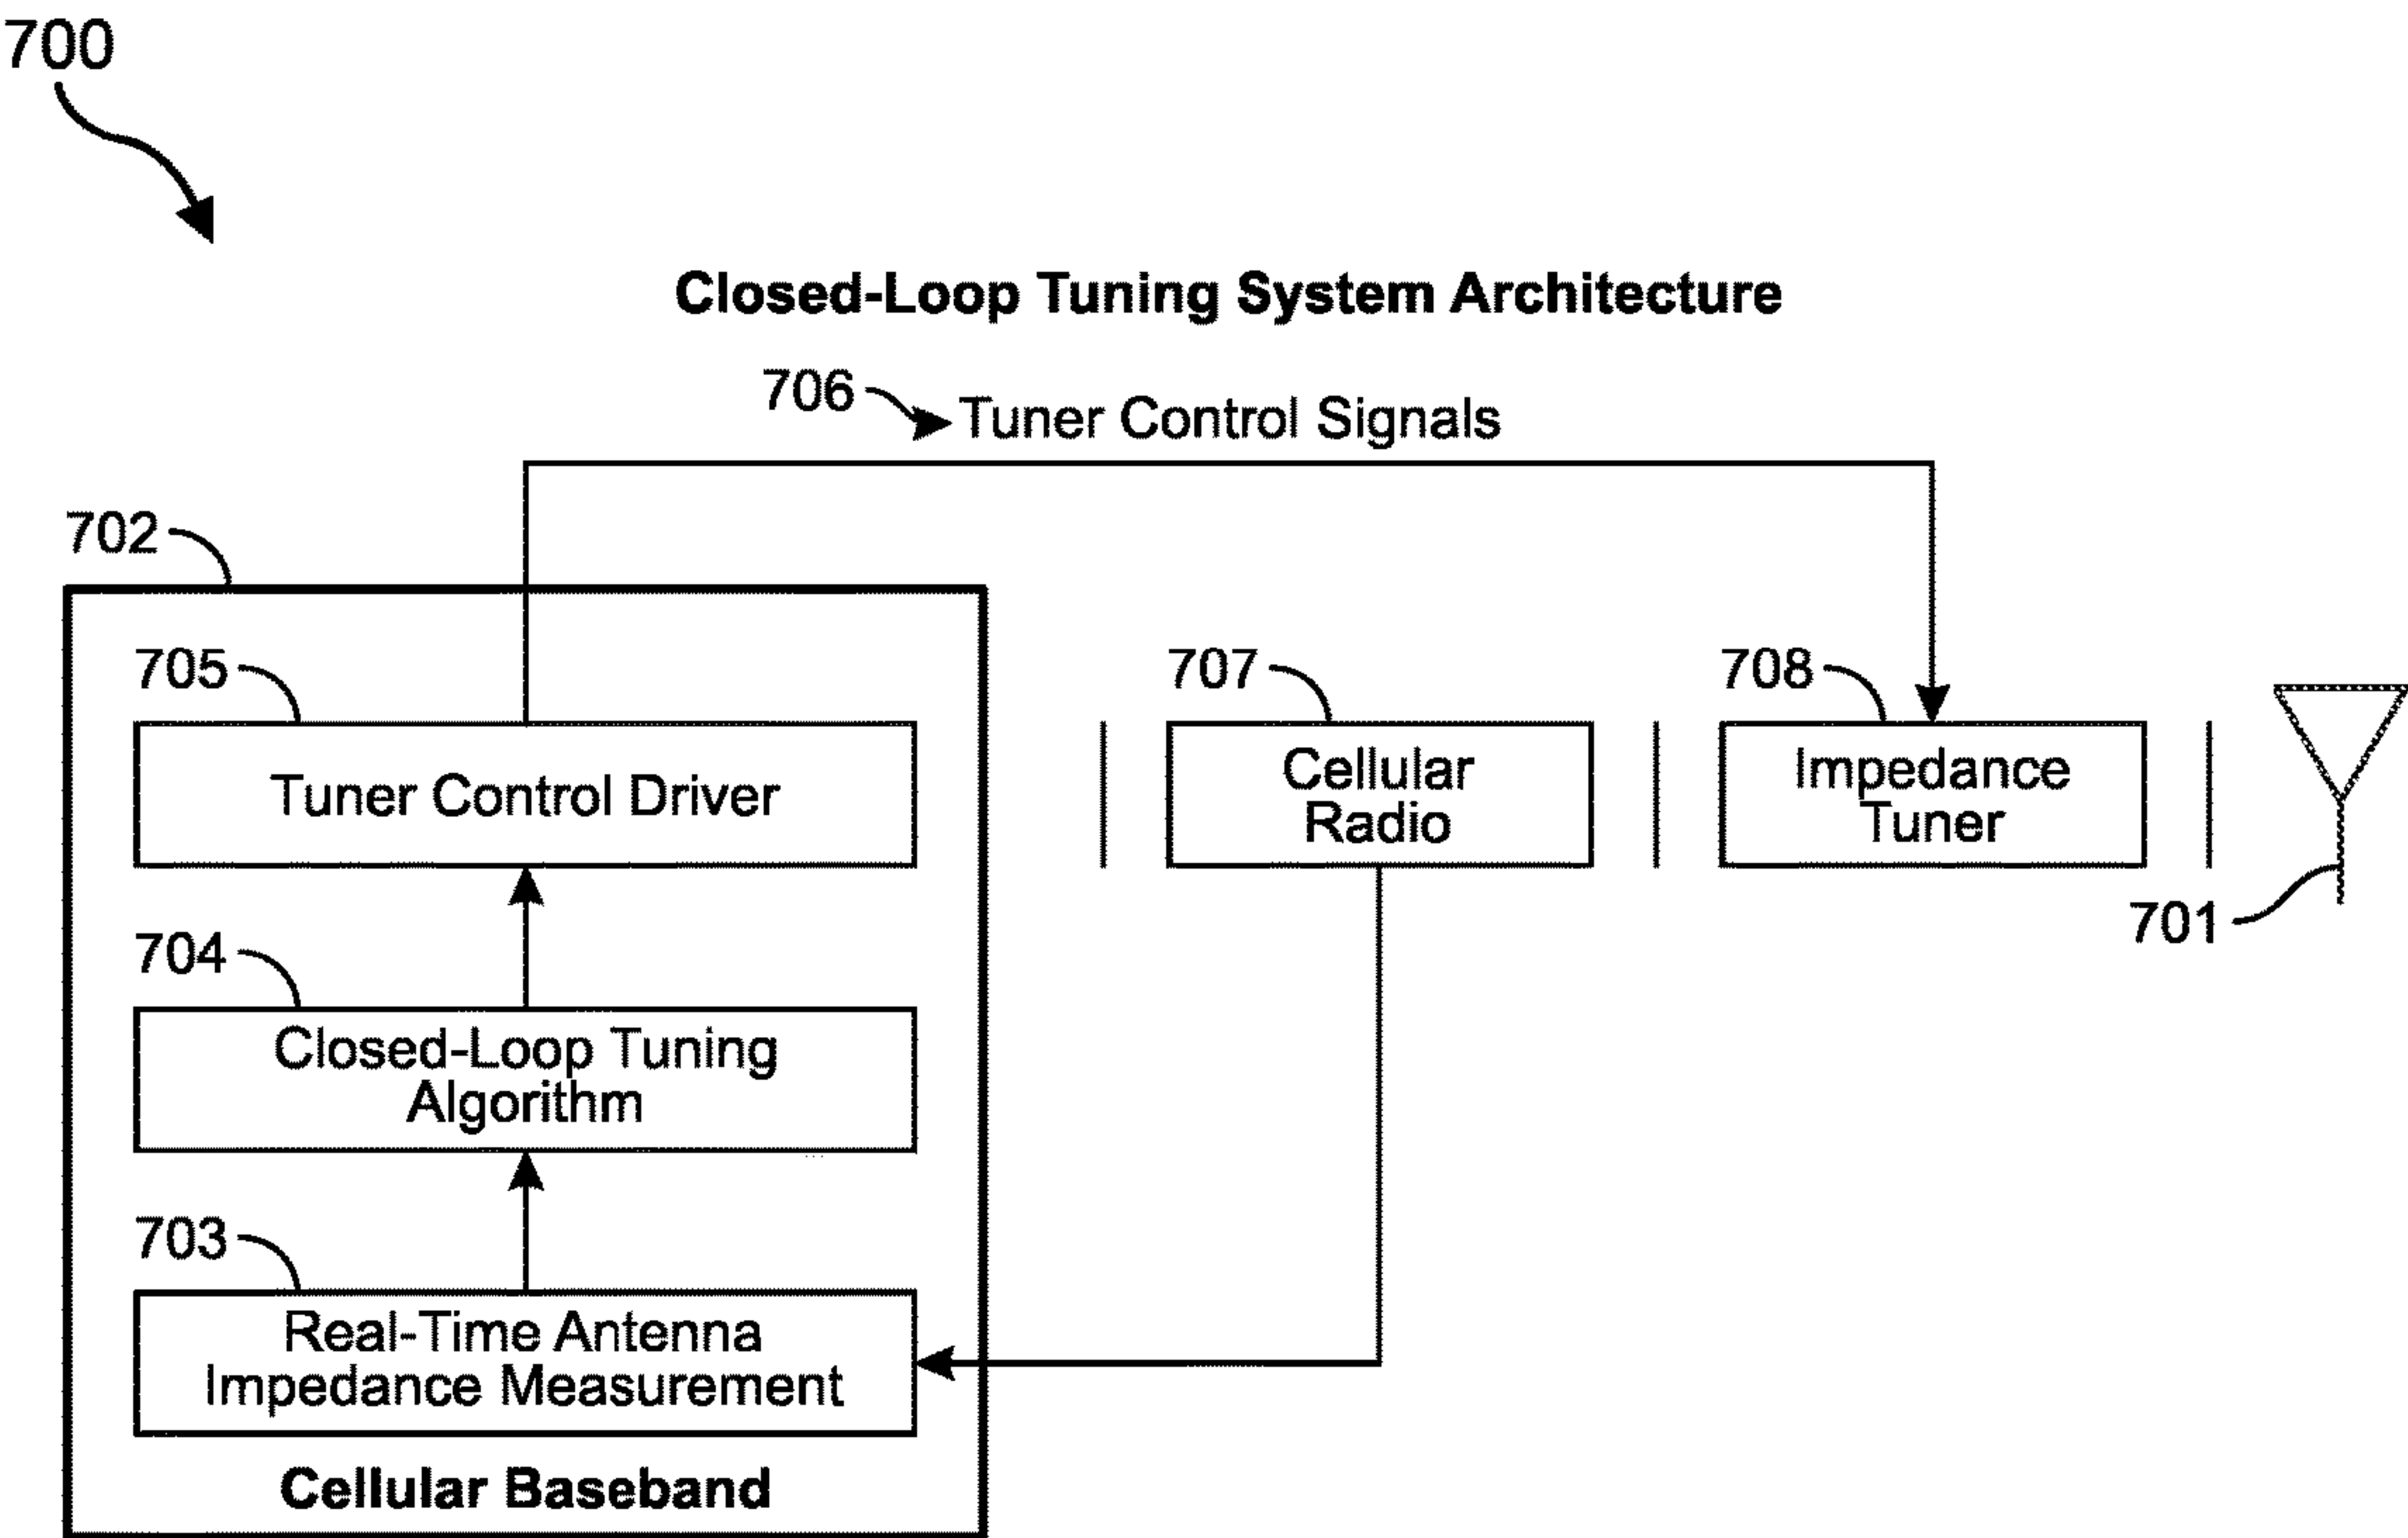 700
Closed-Loop Tuning System Architecture
706
Tuner Control Signals
702
705
Tuner Control Driver
707
Cellular
Radio
708
Impedance
Tuner
701
704
Closed-Loop Tuning
Algorithm
703
Real-Time Antenna
Impedance Measurement
Cellular Baseband